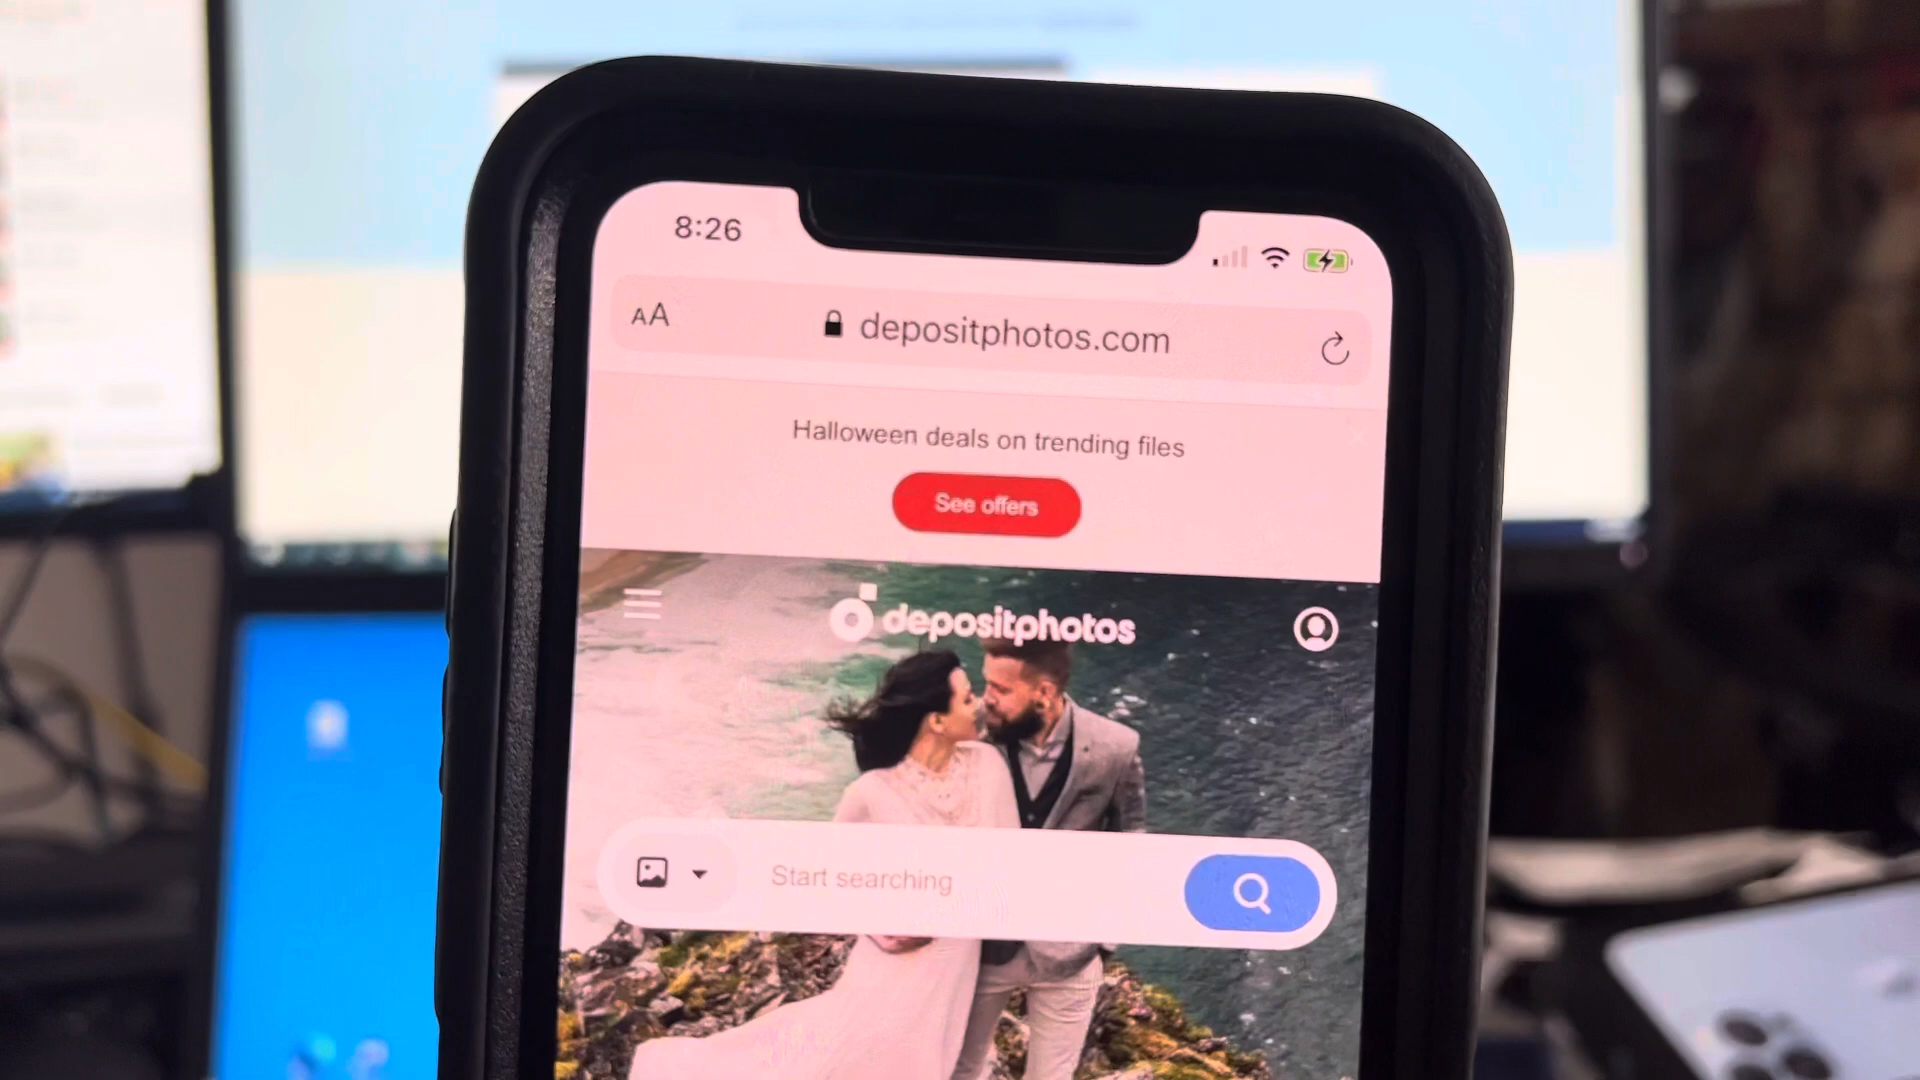 8:26
AA
depositphotos.com
Halloween deals on trending files
See offers
depositphotos
Start searching